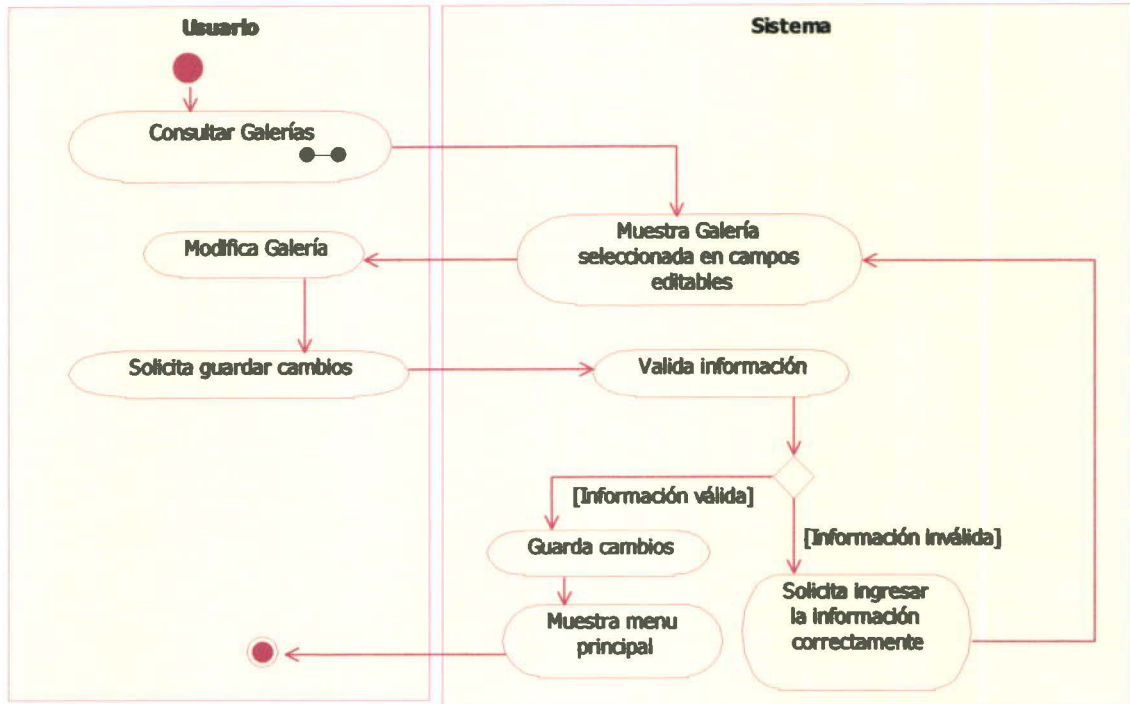 Usuario
Sistema
Consultar Galerías
Muestra Galería
seleccionada en campos
editables
Modifica Galería
Solicita guardar cambios
Valida información
[Información válida]
[Información inválida]
Guarda cambios
Solicita ingresar
la información
correctamente
Muestra menu
principal